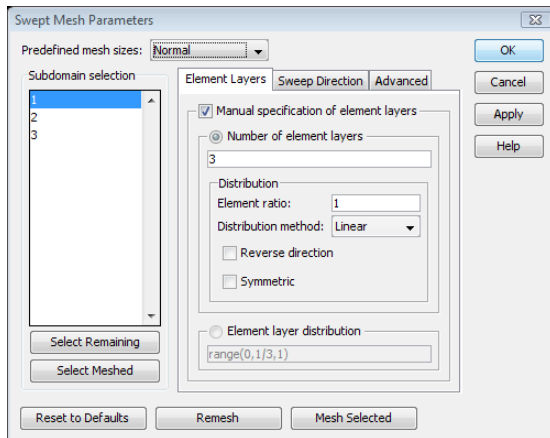 Swept Mesh Parameters
Predefined mesh sizes: Normal
OK
Subdomain selection
Element Layers Sweep Direction Advanced
Cancel
1
2
3
Manual specification of element layers
Apply
Number of element layers
Help
3
Distribution
Element ratio: 1
Distribution method: Linear
Reverse direction
Symmetric
Element layer distribution
range(0,1/3,1)
Select Remaining
Select Meshed
Reset to Defaults Remesh Mesh Selected